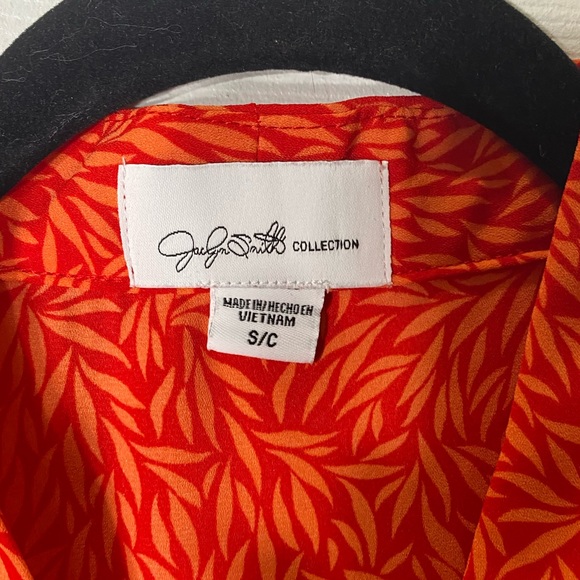 Jaclyn Smith COLLECTION
MADE IN/HECHO EN
VIETNAM
S/C